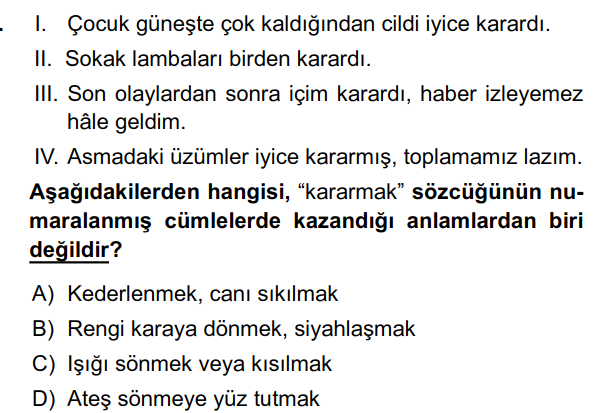 I. Çocuk güneşte çok kaldığından cildi iyice karardı.
II. Sokak lambaları birden karardı.
III. Son olaylardan sonra içim karardı, haber izleyemez
hâle geldim.
IV. Asmadaki üzümler iyice kararmış, toplamamız lazım.
Aşağıdakilerden hangisi, “kararmak” sözcüğünün nu-
maralanmış cümlelerde kazandığı anlamlardan biri
değildir?
A) Kederlenmek, canı sıkılmak
B) Rengi karaya dönmek, siyahlaşmak
C) Işığı sönmek veya kısılmak
D) Ateş sönmeye yüz tutmak